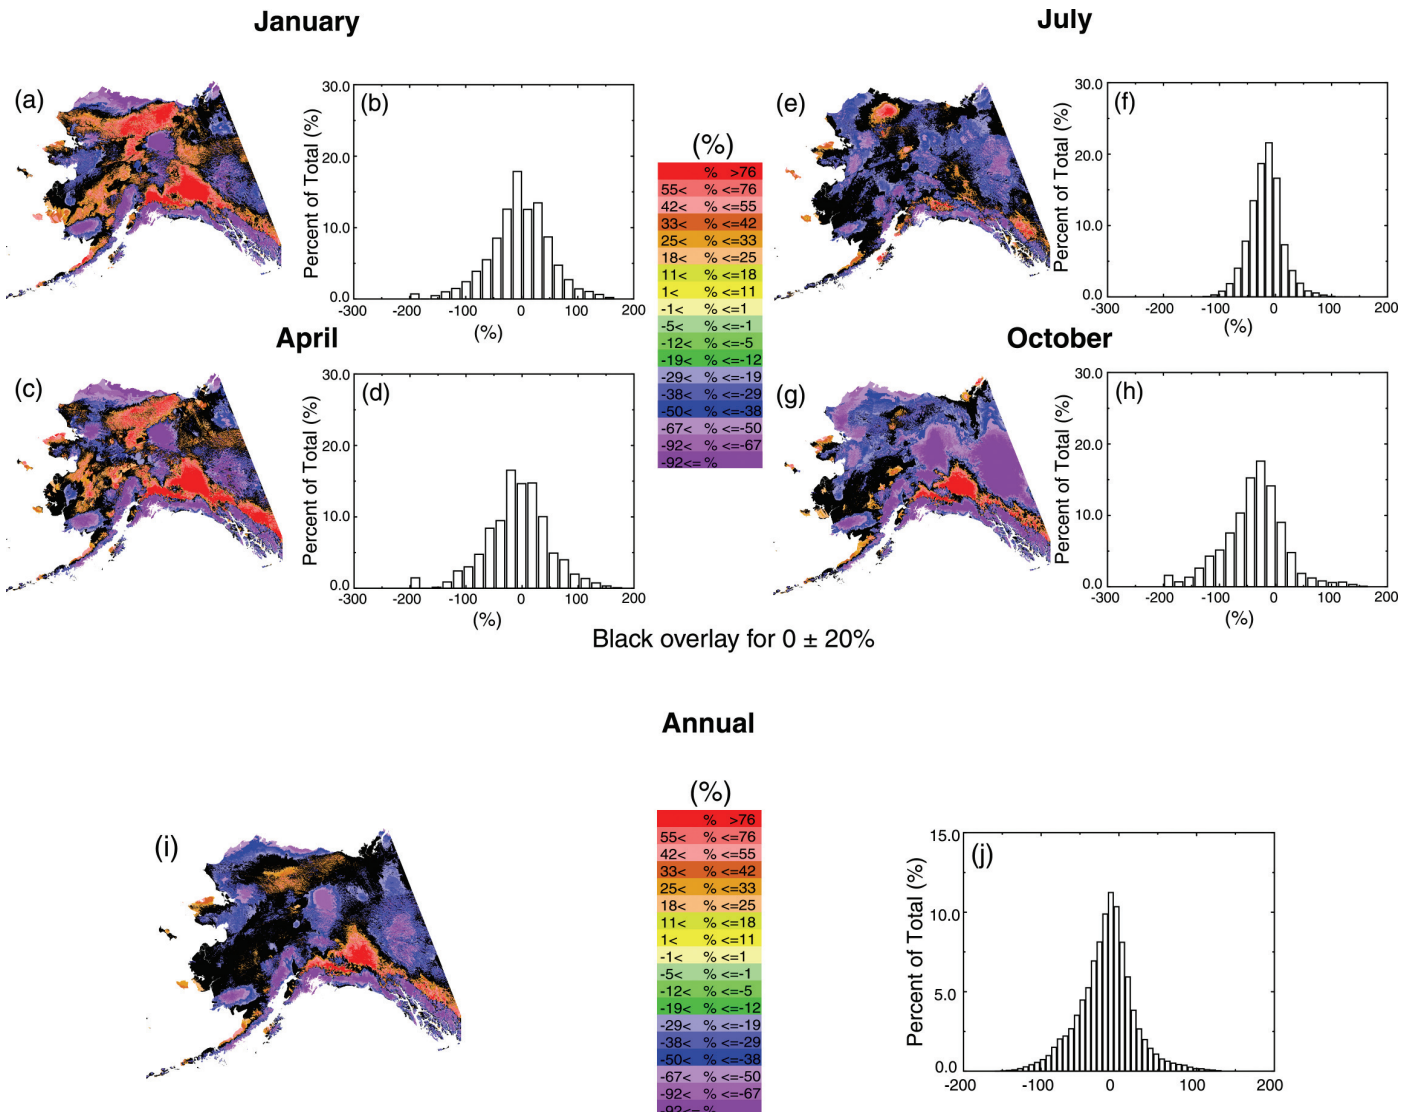 January
July
(a)
(b)
30.0
20.0
10.0
0.0
Percent of Total (%)
-300 -200 -100 0 100 200
(%)
(%)
% >76
55< % <=76
42< % <=55
33< % <=42
25< % <=33
18< % <=25
11< % <=18
1< % <=11
-1< % <=1
-5< % <=-1
-12< % <=-5
-19< % <=-12
-29< % <=-19
-38< % <=-29
-50< % <=-38
-67< % <=-50
-92< % <=-67
-92<= %
(e)
(f)
30.0
20.0
10.0
0.0
Percent of Total (%)
-300 -200 -100 0 100 200
(%)
April
October
(c)
(d)
30.0
20.0
10.0
0.0
Percent of Total (%)
-300 -200 -100 0 100 200
(%)
(g)
(h)
30.0
20.0
10.0
0.0
Percent of Total (%)
-300 -200 -100 0 100 200
(%)
Black overlay for 0 ± 20%
Annual
(i)
(%)
% >76
55< % <=76
42< % <=55
33< % <=42
25< % <=33
18< % <=25
11< % <=18
1< % <=11
-1< % <=1
-5< % <=-1
-12< % <=-5
-19< % <=-12
-29< % <=-19
-38< % <=-29
-50< % <=-38
-67< % <=-50
-92< % <=-67
-92<= %
(j)
15.0
10.0
5.0
0.0
Percent of Total (%)
-200 -100 0 100 200